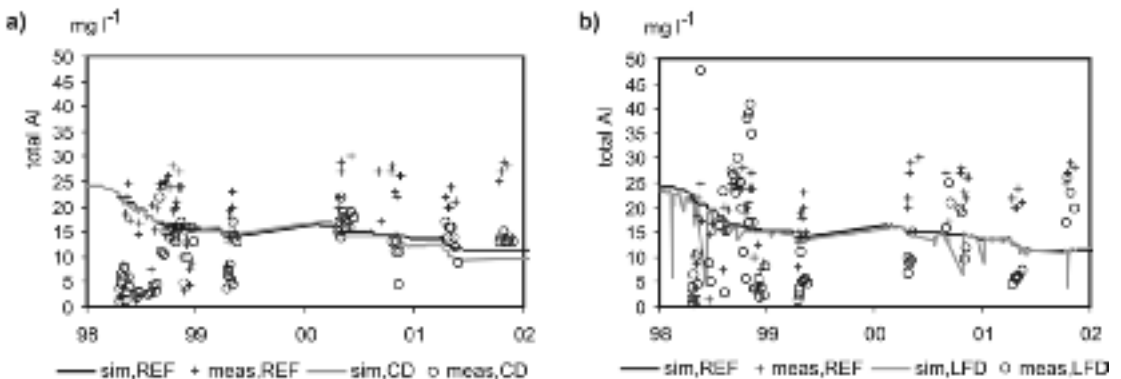 a) mg l-1
50
45
40
35
30
25
20
15
10
5
0
total Al
98 99 00 01 02
sim,REF + meas,REF sim,CD o meas,CD
b) mg l-1
50
45
40
35
30
25
20
15
10
5
0
total Al
98 99 00 01 02
sim,REF + meas,REF sim,LFD o meas,LFD